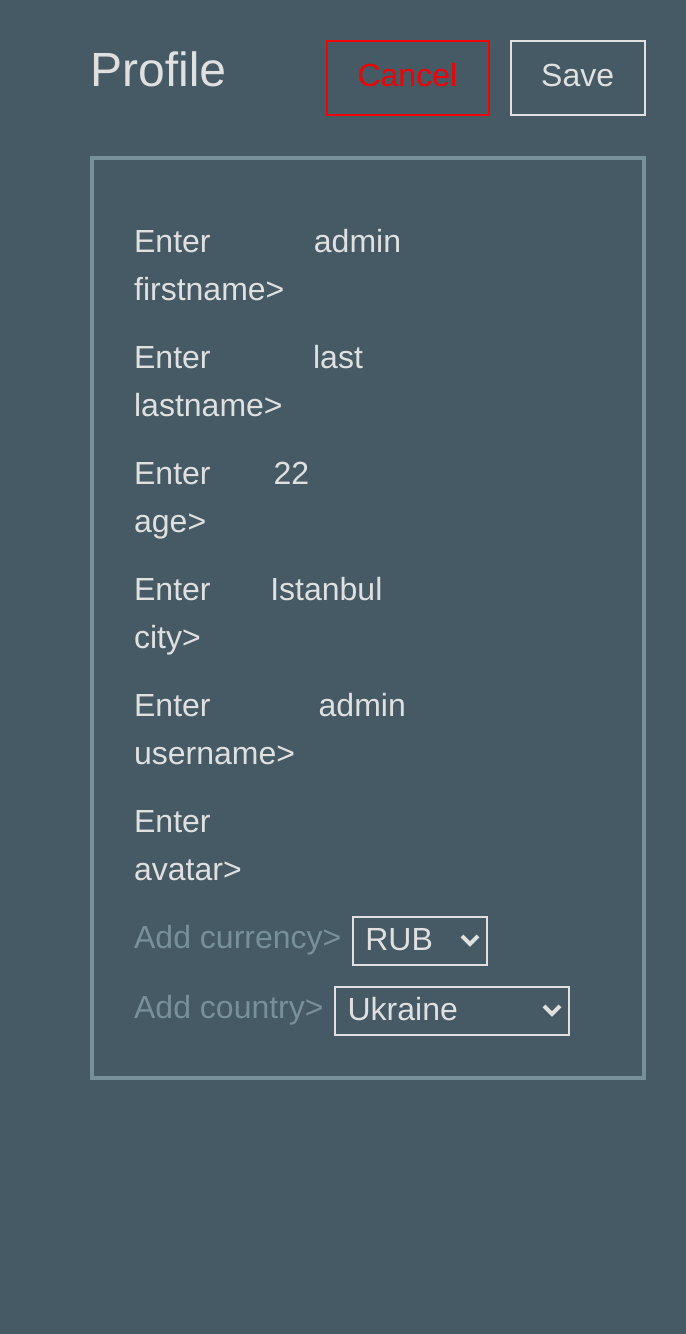 Profile Cancel Save
Enter admin
firstname>
Enter last
lastname>
Enter 22
age>
Enter Istanbul
city>
Enter admin
username>
Enter
avatar>
Add currency> RUB
Add country> Ukraine